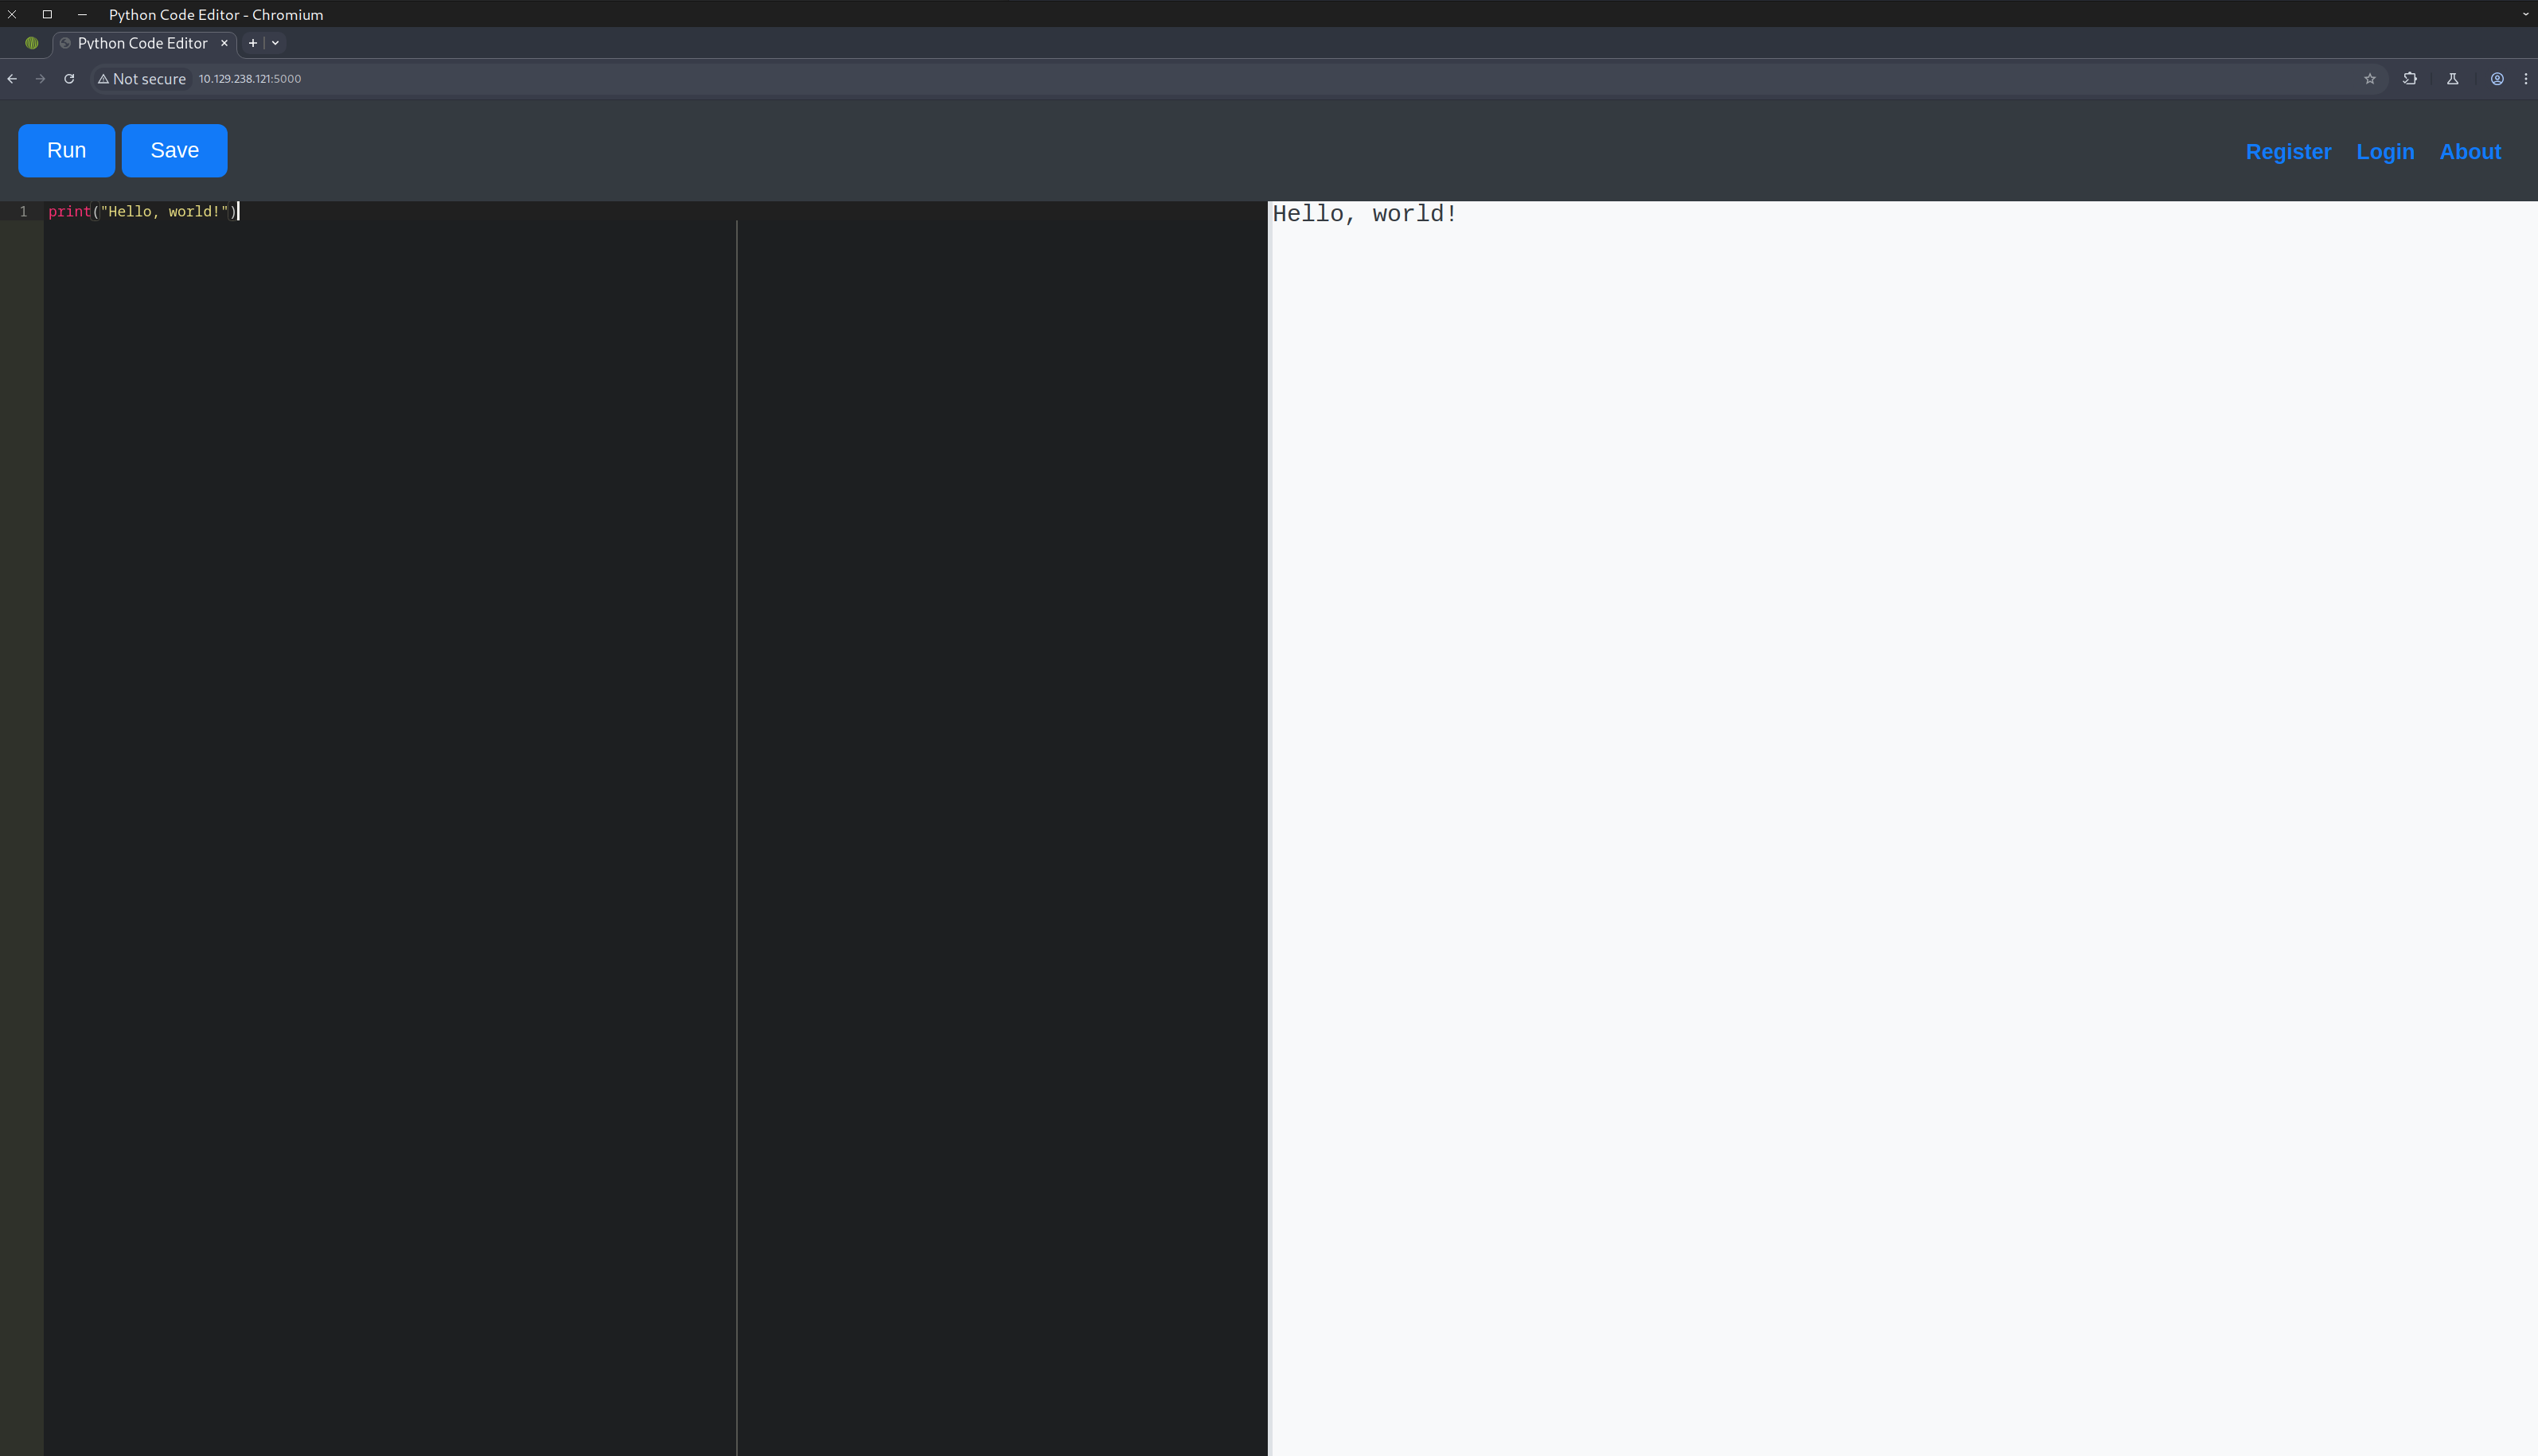 Python Code Editor - Chromium
Python Code Editor
Not secure 10.129.238.121:5000
Run Save Register Login About
1 print("Hello, world!")
Hello, world!